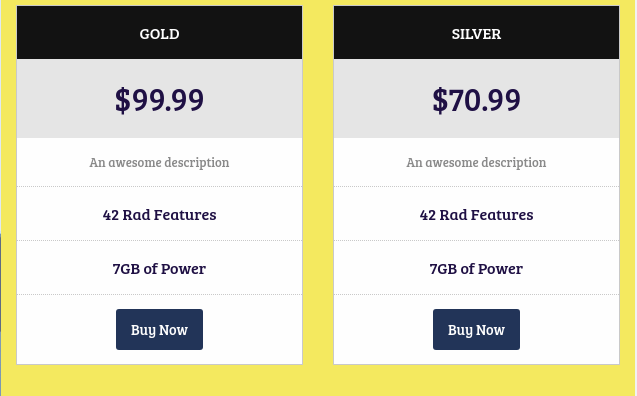 GOLD
$99.99
An awesome description
42 Rad Features
7GB of Power
Buy Now
SILVER
$70.99
An awesome description
42 Rad Features
7GB of Power
Buy Now